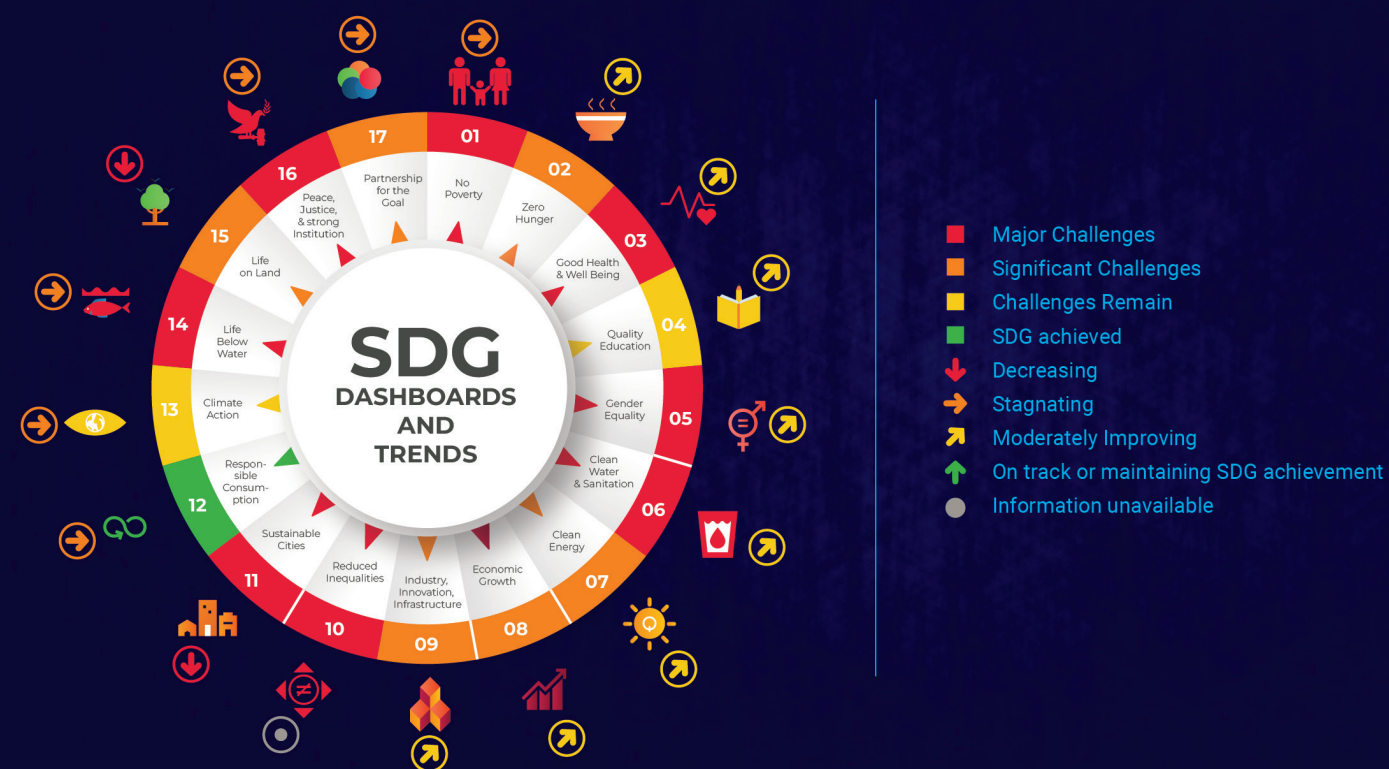 SDG
DASHBOARDS
AND
TRENDS
01
No
Poverty
02
Zero
Hunger
03
Good Health
& Well Being
04
Quality
Education
05
Gender
Equality
06
Clean
Water
& Sanitation
07
Clean
Energy
08
Economic
Growth
09
Industry,
Innovation,
Infrastructure
10
Reduced
Inequalities
11
Sustainable
Cities
12
Respon-
sible
Consum-
ption
13
Climate
Action
14
Life
Below
Water
15
Life
on Land
16
Peace,
Justice,
& strong
Institution
17
Partnership
for the
Goal
Major Challenges
Significant Challenges
Challenges Remain
SDG achieved
Decreasing
Stagnating
Moderately Improving
On track or maintaining SDG achievement
Information unavailable